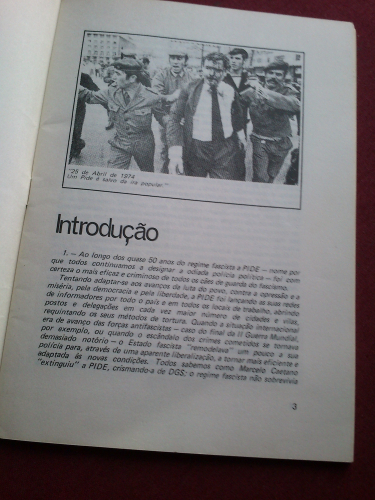 "25 de Abril de 1974
Um Pide é salvo da ira popular."
Introdução
1. — Ao longo dos quase 50 anos do regime fascista a PIDE — nome por
que todos continuamos a designar a odiada polícia política — foi com
certeza o mais eficaz e criminoso de todos os cães de guarda do fascismo.
Tentando adaptar-se aos avanços da luta do povo, contra a opressão e a
miséria, pela democracia e pela liberdade, a PIDE foi lançando as suas redes
de informadores por todo o país e em todos os locais de trabalho, abrindo
postos e delegações em cada vez maior número de cidades e vilas,
requintando os seus métodos de tortura. Quando a situação internacional
era de avanço das forças antifascistas — caso do final da II Guerra Mundial,
por exemplo, ou quando o escândalo dos crimes cometidos se tornava
demasiado notório — o Estado fascista "remodelava" um pouco a sua
polícia para, através de uma aparente liberalização, a tornar mais eficiente e
adaptada às novas condições. Todos sabemos como Marcelo Caetano
"extinguiu" a PIDE, crismando-a de DGS: o regime fascista não sobrevivia
3